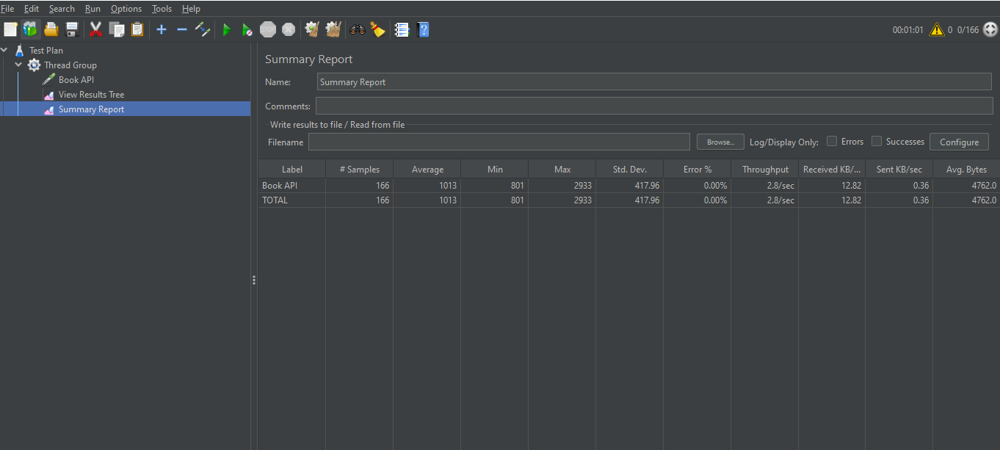 File Edit Search Run Options Tools Help
STOP 00:01:01 0 0/166
Test Plan
Thread Group
Book API
View Results Tree
Summary Report
Summary Report
Name: Summary Report
Comments:
Write results to file / Read from file
Filename Browse... Log/Display Only: Errors Successes Configure
Label # Samples Average Min Max Std. Dev. Error % Throughput Received KB/... Sent KB/sec Avg. Bytes
Book API 166 1013 801 2933 417.96 0.00% 2.8/sec 12.82 0.36 4762.0
TOTAL 166 1013 801 2933 417.96 0.00% 2.8/sec 12.82 0.36 4762.0